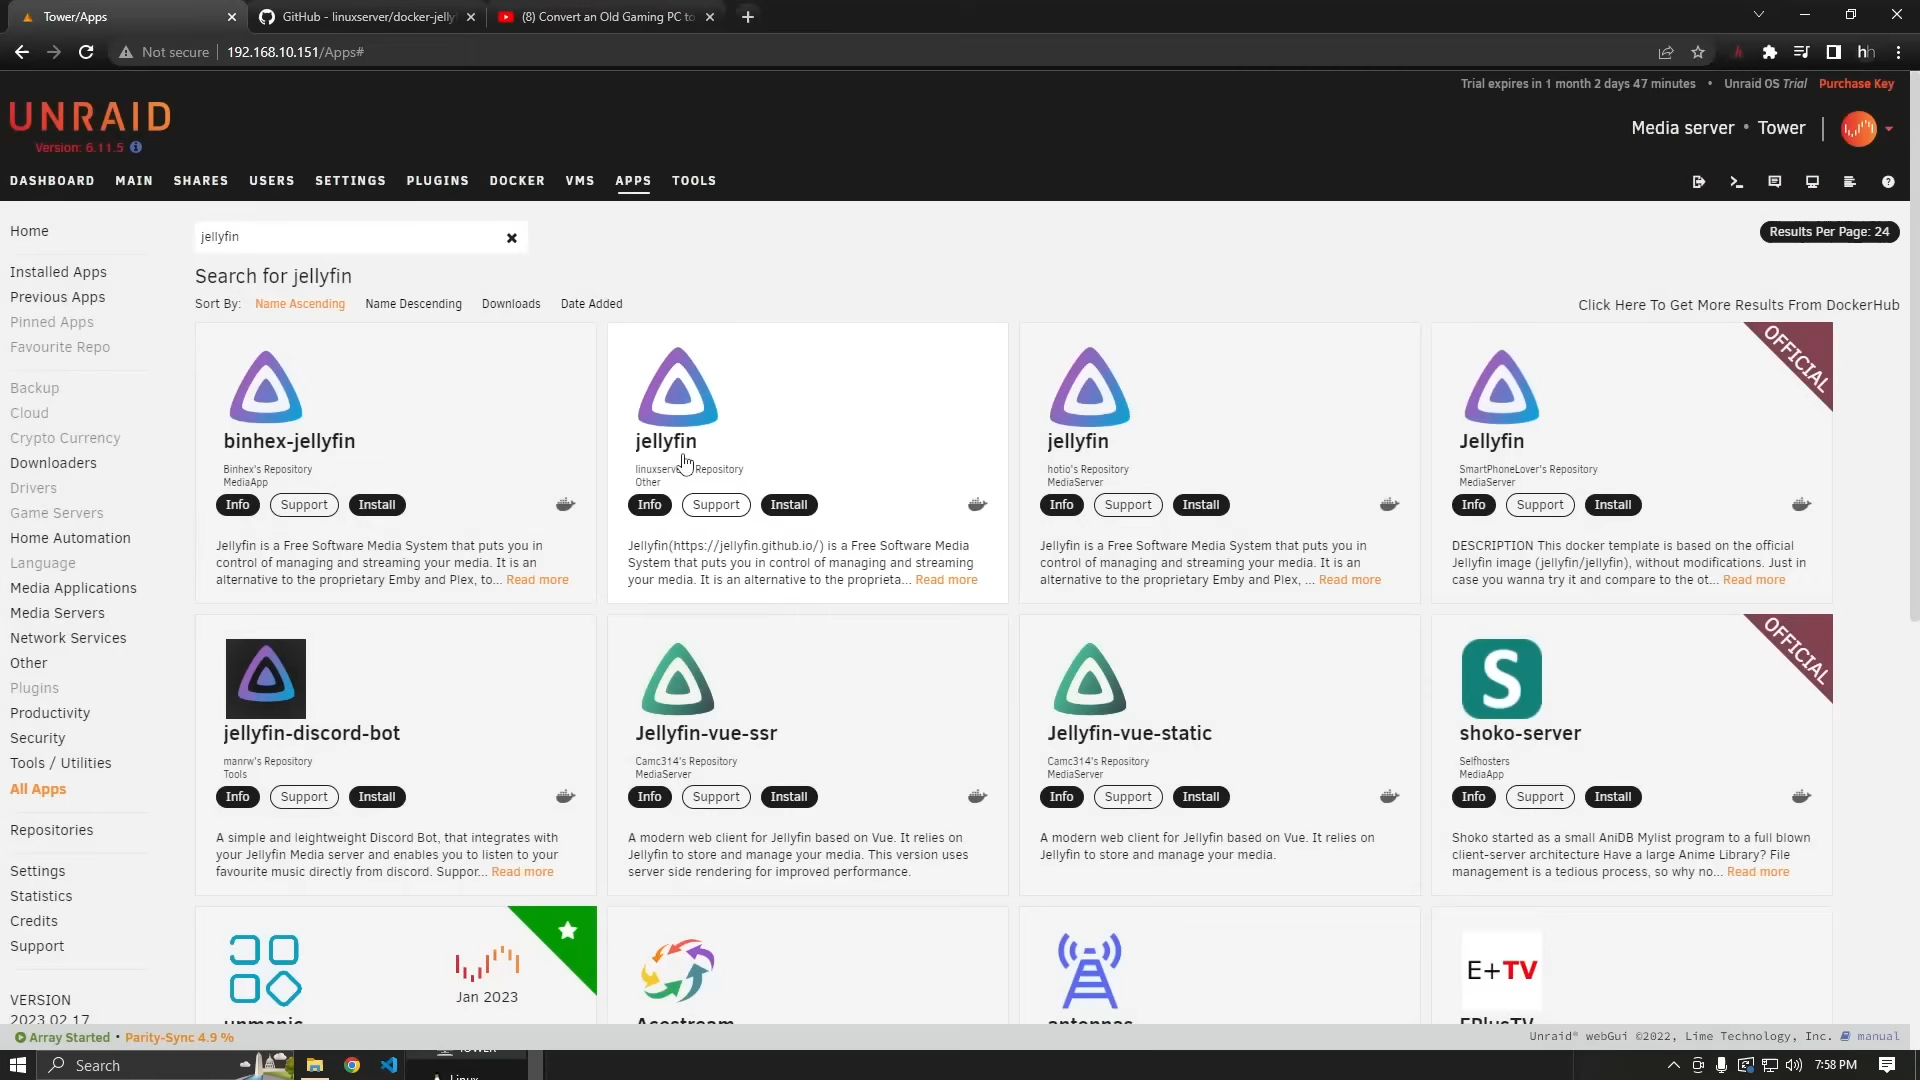 Tower/Apps
GitHub - linuxserver/docker-jelly
(8) Convert an Old Gaming PC to
Not secure
192.168.10.151/Apps#
Trial expires in 1 month 2 days 47 minutes • Unraid OS Trial Purchase Key
UNRAID
Version: 6.11.5
Media server • Tower
DASHBOARD MAIN SHARES USERS SETTINGS PLUGINS DOCKER VMS APPS TOOLS
Home
Installed Apps
Previous Apps
Pinned Apps
Favourite Repo
Backup
Cloud
Crypto Currency
Downloaders
Drivers
Game Servers
Home Automation
Language
Media Applications
Media Servers
Network Services
Other
Plugins
Productivity
Security
Tools / Utilities
All Apps
Repositories
Settings
Statistics
Credits
Support
VERSION
2023.02.17
jellyfin
Results Per Page: 24
Search for jellyfin
Sort By: Name Ascending Name Descending Downloads Date Added
Click Here To Get More Results From DockerHub
binhex-jellyfin
Binhex's Repository
MediaApp
Info Support Install
Jellyfin is a Free Software Media System that puts you in
control of managing and streaming your media. It is an
alternative to the proprietary Emby and Plex, to... Read more
jellyfin
Repository
Other
Info Support Install
Jellyfin(https://jellyfin.github.io/) is a Free Software Media
System that puts you in control of managing and streaming
your media. It is an alternative to the proprieta... Read more
jellyfin
hotio's Repository
MediaServer
Info Support Install
Jellyfin is a Free Software Media System that puts you in
control of managing and streaming your media. It is an
alternative to the proprietary Emby and Plex, ... Read more
OFFICIAL
Jellyfin
SmartPhoneLover's Repository
MediaServer
Info Support Install
DESCRIPTION This docker template is based on the official
Jellyfin image (jellyfin/jellyfin), without modifications. Just in
case you wanna try it and compare to the ot... Read more
jellyfin-discord-bot
manrw's Repository
Tools
Info Support Install
A simple and leightweight Discord Bot, that integrates with
your Jellyfin Media server and enables you to listen to your
favourite music directly from discord. Suppor... Read more
Jellyfin-vue-ssr
Camc314's Repository
MediaServer
Info Support Install
A modern web client for Jellyfin based on Vue. It relies on
Jellyfin to store and manage your media. This version uses
server side rendering for improved performance.
Jellyfin-vue-static
Camc314's Repository
MediaServer
Info Support Install
A modern web client for Jellyfin based on Vue. It relies on
Jellyfin to store and manage your media.
OFFICIAL
S
shoko-server
Selfhosters
MediaApp
Info Support Install
Shoko started as a small AniDB Mylist program to a full blown
client-server architecture Have a large Anime Library? File
management is a tedious process, so why no... Read more
Jan 2023
unmanic
Acestream
antennas
E+TV
EPlusTV
Array Started • Parity-Sync 4.9 %
Unraid® webGui ©2022, Lime Technology, Inc. manual
Search
TOWER
Linux
7:58 PM